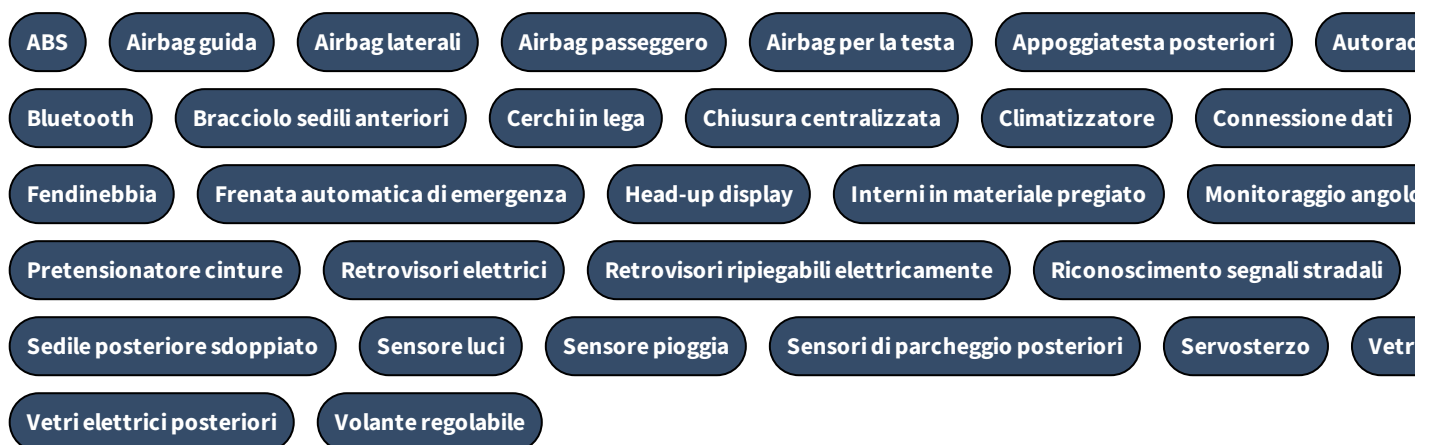 ABS Airbag guida Airbag laterali Airbag passeggero Airbag per la testa Appoggiatesta posteriori
Bluetooth Bracciolo sedili anteriori Cerchi in lega Chiusura centralizzata Climatizzatore Connessione dati
Fendinebbia Frenata automatica di emergenza Head-up display Interni in materiale pregiato Monitoraggio
Pretensionatore cinture Retrovisori elettrici Retrovisori ripiegabili elettricamente Riconoscimento segnali stradali
Sedile posteriore sdoppiato Sensore luci Sensore pioggia Sensori di parcheggio posteriori Servosterzo
Vetri elettrici posteriori Volante regolabile